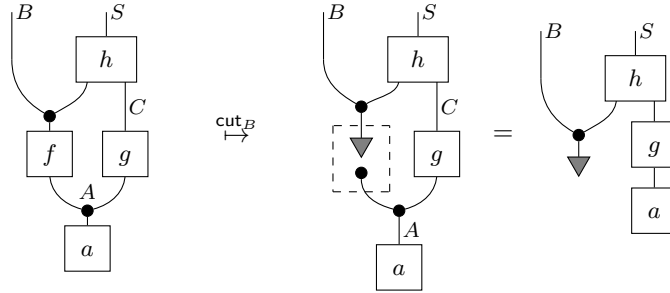 B S B S B S
h h h
C C
f g cut_B ↦ g = g
A A
a a a